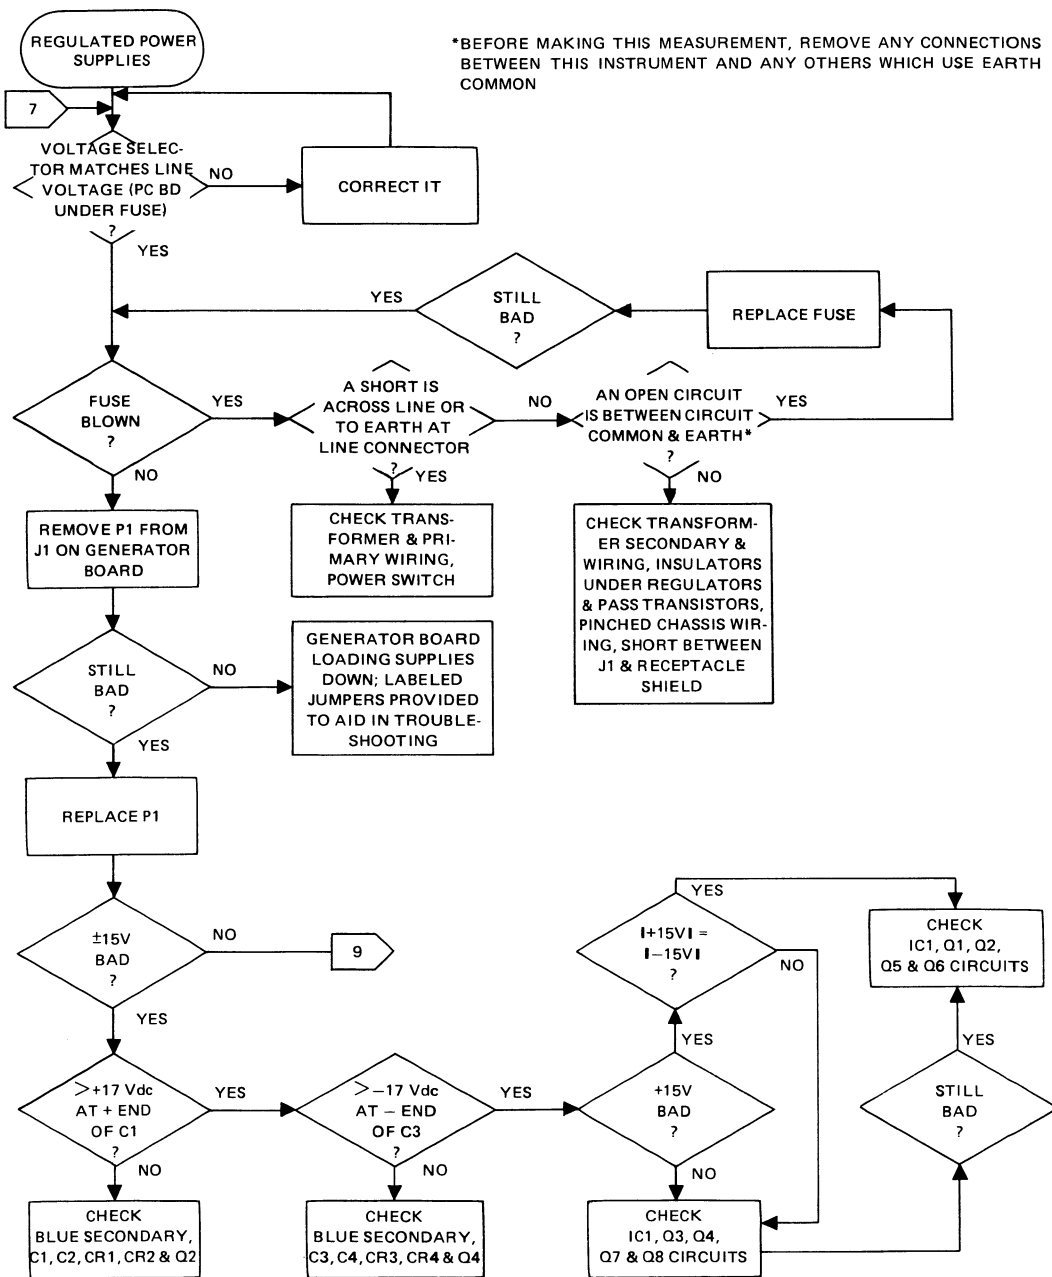 REGULATED POWER
SUPPLIES
*BEFORE MAKING THIS MEASUREMENT, REMOVE ANY CONNECTIONS
BETWEEN THIS INSTRUMENT AND ANY OTHERS WHICH USE EARTH
COMMON
7
VOLTAGE SELEC-
TOR MATCHES LINE
VOLTAGE (PC BD
UNDER FUSE)
?
NO
CORRECT IT
YES
YES
STILL
BAD
?
REPLACE FUSE
FUSE
BLOWN
?
YES
A SHORT IS
ACROSS LINE OR
TO EARTH AT
LINE CONNECTOR
?
NO
AN OPEN CIRCUIT
IS BETWEEN CIRCUIT
COMMON & EARTH*
?
YES
NO
YES
NO
REMOVE P1 FROM
J1 ON GENERATOR
BOARD
CHECK TRANS-
FORMER & PRI-
MARY WIRING,
POWER SWITCH
CHECK TRANSFORM-
ER SECONDARY &
WIRING, INSULATORS
UNDER REGULATORS
& PASS TRANSISTORS,
PINCHED CHASSIS WIR-
ING, SHORT BETWEEN
J1 & RECEPTACLE
SHIELD
STILL
BAD
?
NO
GENERATOR BOARD
LOADING SUPPLIES
DOWN; LABELED
JUMPERS PROVIDED
TO AID IN TROUBLE-
SHOOTING
YES
REPLACE P1
±15V
BAD
?
NO
9
YES
|+15V| =
|−15V|
?
YES
NO
CHECK
IC1, Q1, Q2,
Q5 & Q6 CIRCUITS
>+17 Vdc
AT + END
OF C1
?
YES
>−17 Vdc
AT − END
OF C3
?
YES
+15V
BAD
?
YES
STILL
BAD
?
YES
NO
NO
NO
CHECK
BLUE SECONDARY,
C1, C2, CR1, CR2 & Q2
CHECK
BLUE SECONDARY,
C3, C4, CR3, CR4 & Q4
CHECK
IC1, Q3, Q4,
Q7 & Q8 CIRCUITS